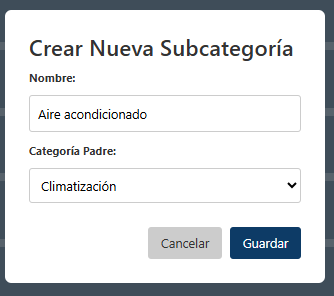 Crear Nueva Subcategoría
Nombre:
Aire acondicionado
Categoría Padre:
Climatización
Cancelar Guardar